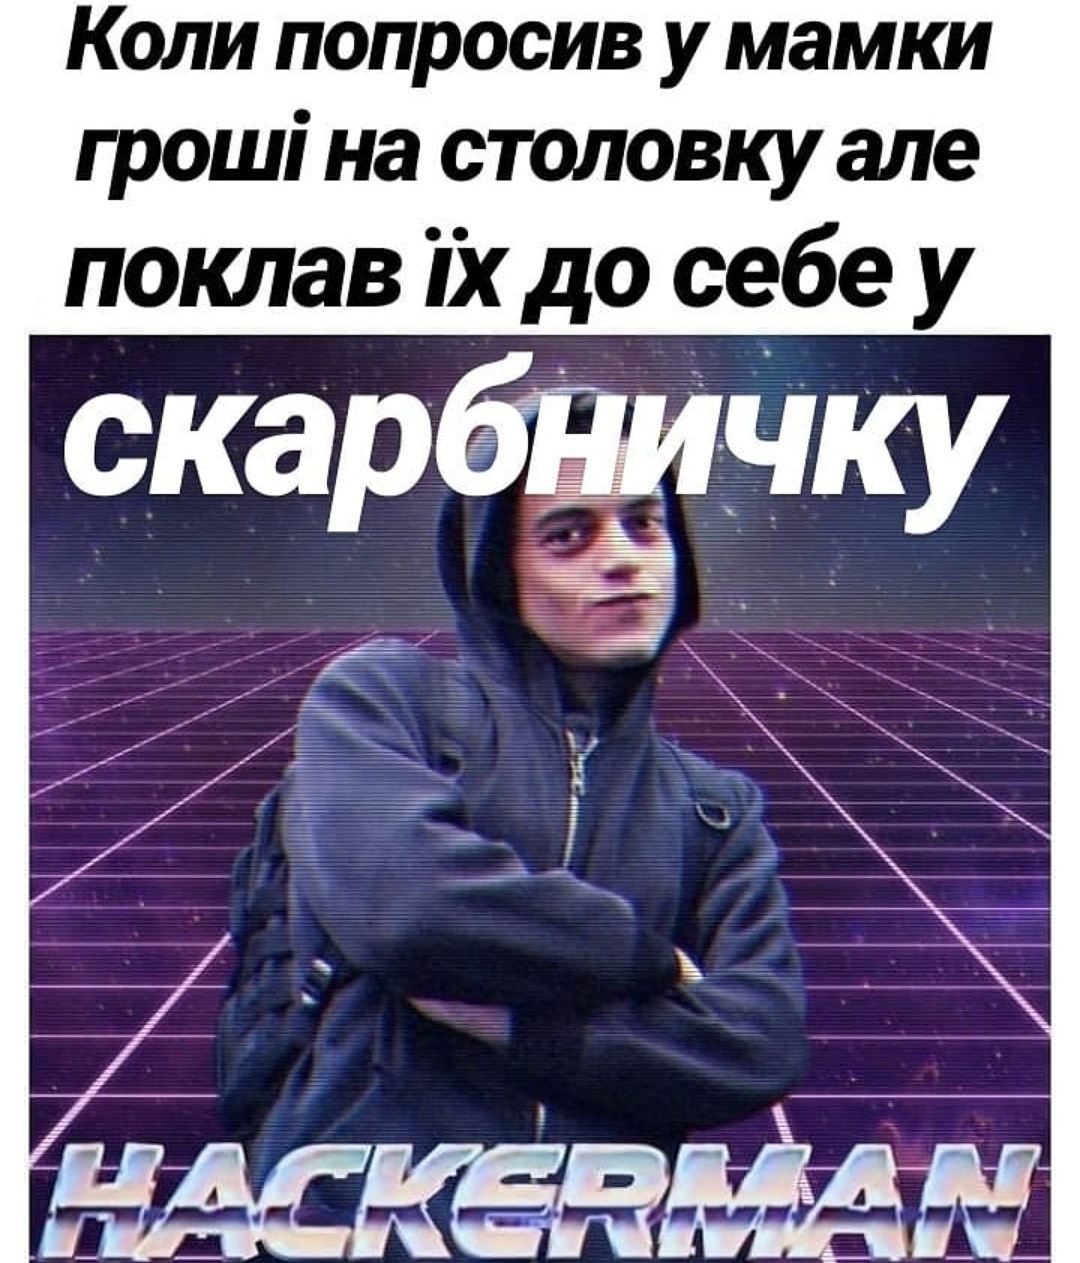 Коли попросив у мамки
гроші на столовку але
поклав їх до себе у
скарбничку
HACKERMAN